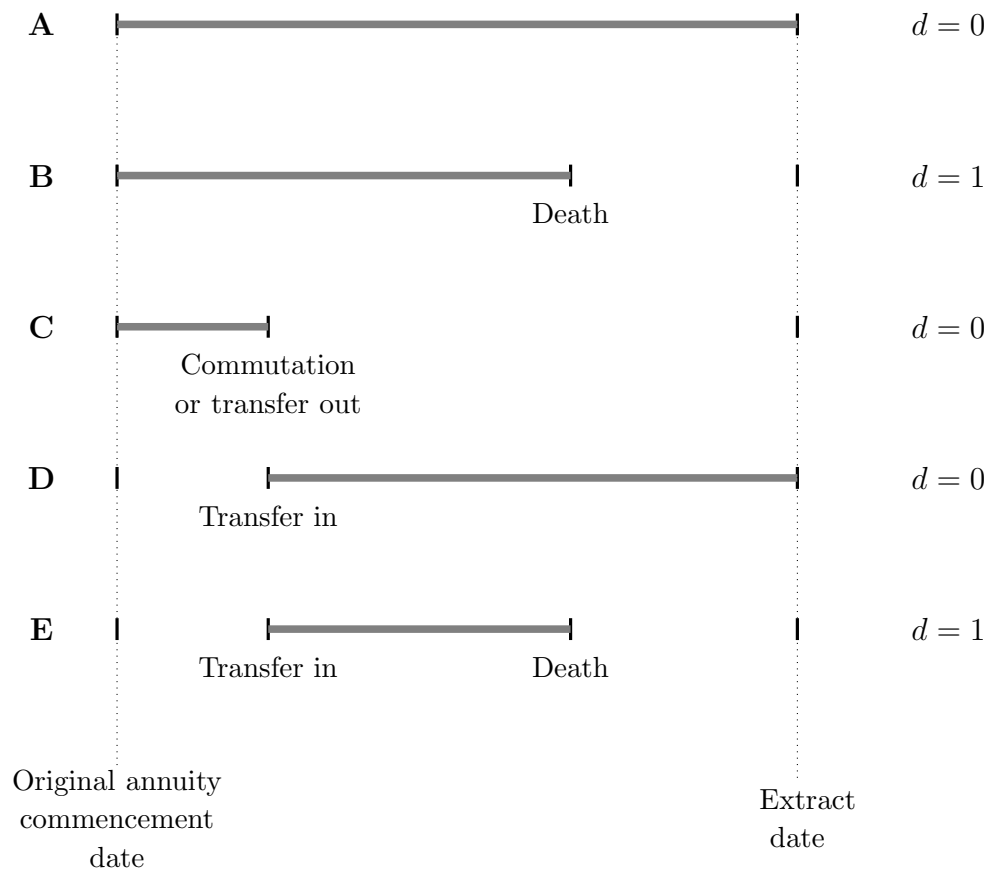 A d = 0
B d = 1
Death
C d = 0
Commutation
or transfer out
D d = 0
Transfer in
E d = 1
Transfer in Death
Original annuity
commencement
date
Extract
date